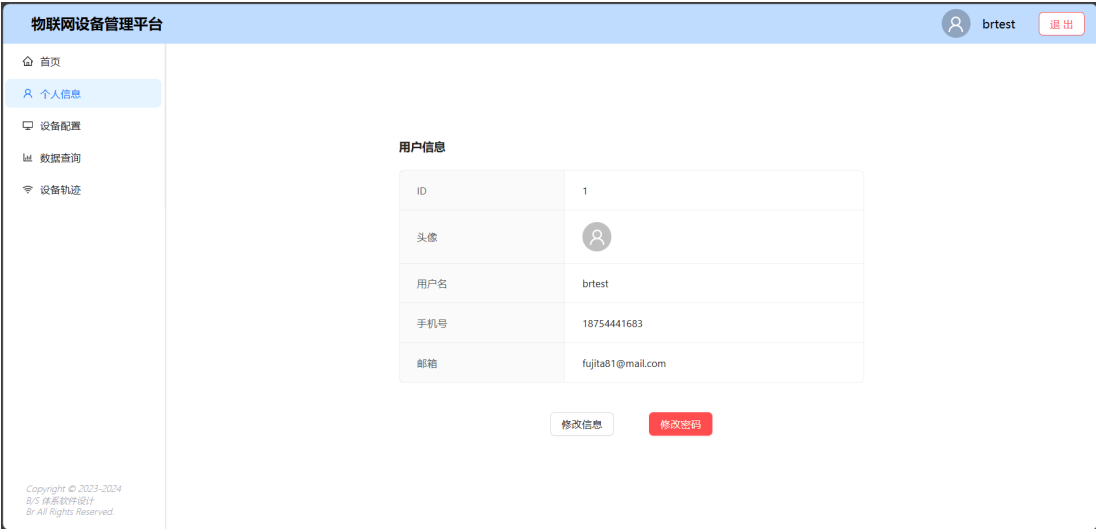 物联网设备管理平台
brtest
退 出
首页
个人信息
设备配置
数据查询
设备轨迹
用户信息
ID 1
头像
用户名 brtest
手机号 18754441683
邮箱 fujita81@mail.com
修改信息 修改密码
Copyright © 2023-2024
B/S 体系软件设计
Br All Rights Reserved.